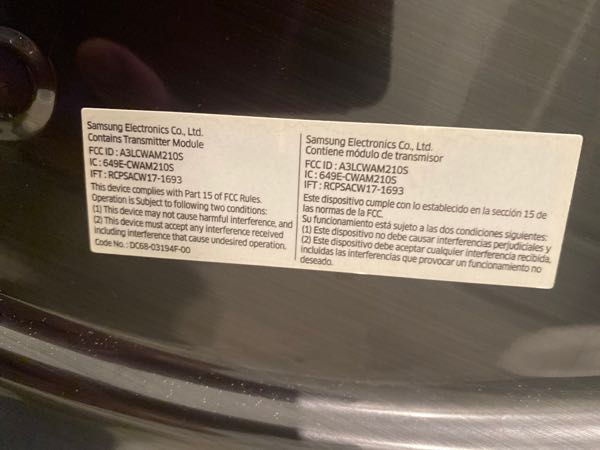 Samsung Electronics Co., Ltd.
Contains Transmitter Module
FCC ID : A3LCWAM210S
IC : 649E-CWAM210S
IFT : RCPSACW17-1693
This device complies with Part 15 of FCC Rules.
Operation is Subject to following two conditions:
(1) This device may not cause harmful interference, and
(2) This device must accept any interference received
including interference that cause undesired operation.
Code No. : DC68-03194F-00
Samsung Electronics Co., Ltd.
Contiene módulo de transmisor
FCC ID : A3LCWAM210S
IC : 649E-CWAM210S
IFT : RCPSACW17-1693
Este dispositivo cumple con lo establecido en la sección 15 de
las normas de la FCC.
Su funcionamiento está sujeto a las dos condiciones siguientes:
(1) Este dispositivo no debe causar interferencias perjudiciales y
(2) Este dispositivo debe aceptar cualquier interferencia recibida,
incluidas las interferencias que provocar un funcionamiento no
deseado.